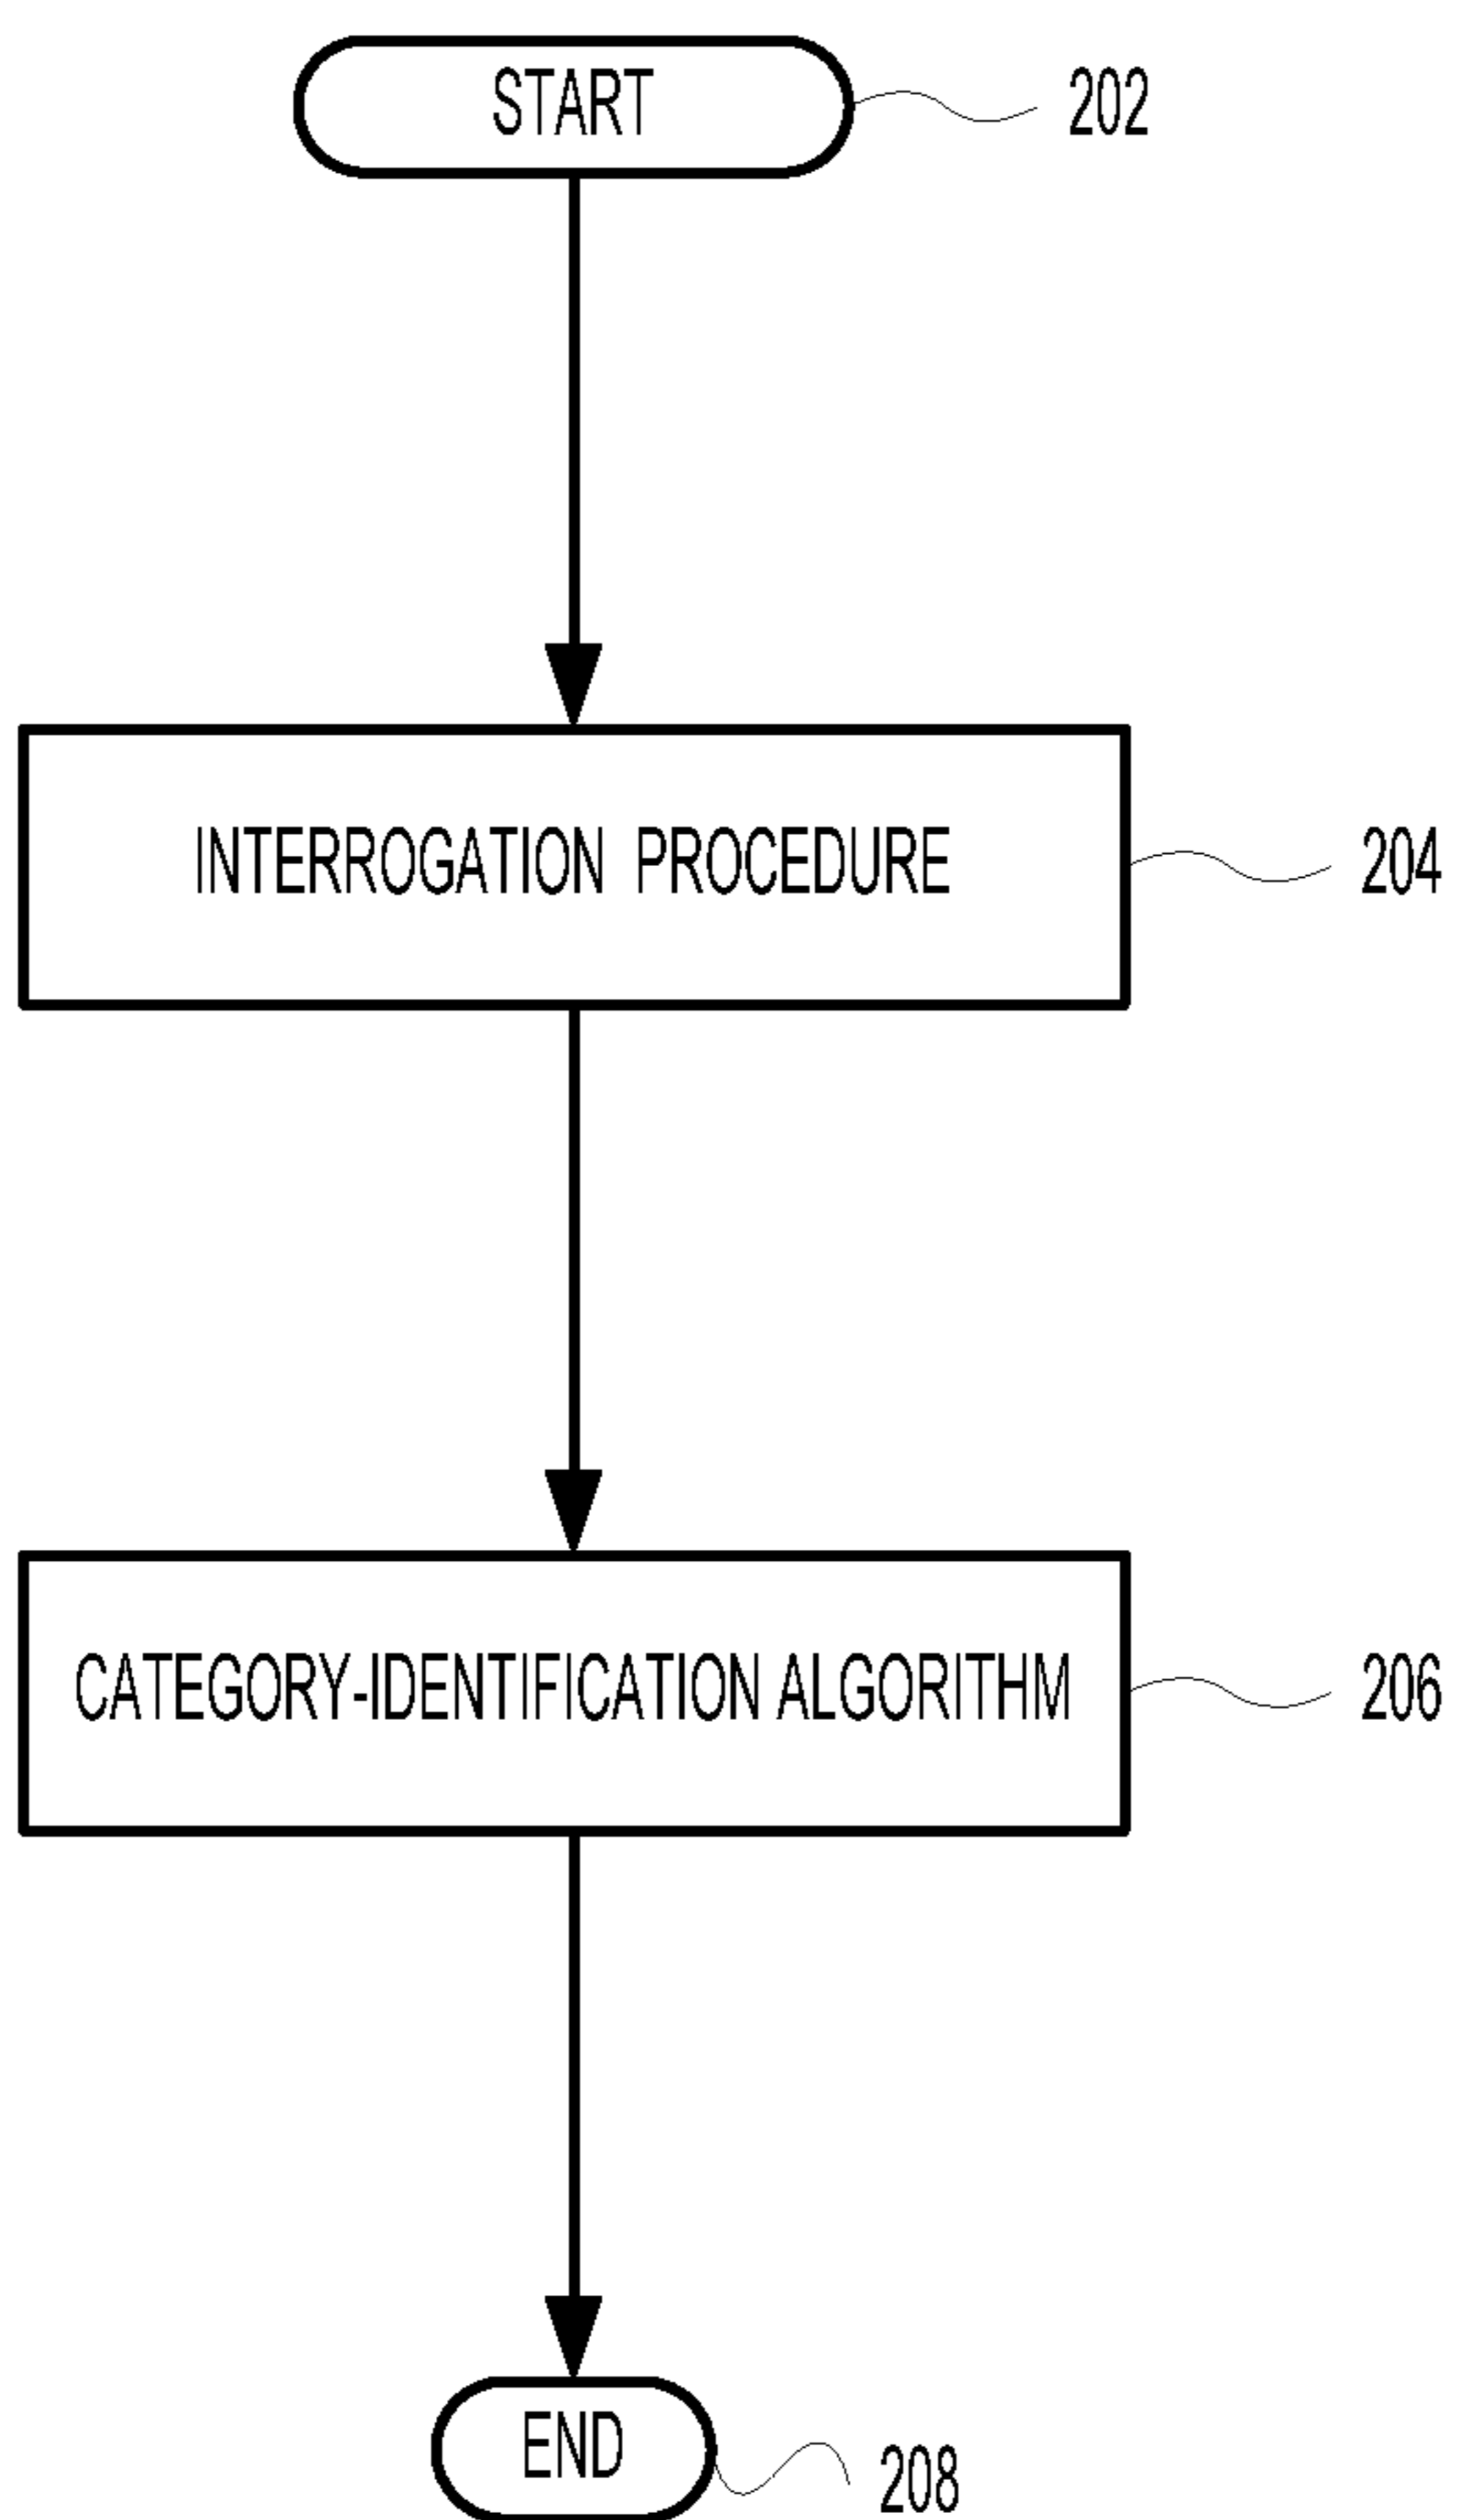 START
202
INTERROGATION PROCEDURE
204
CATEGORY-IDENTIFICATION ALGORITHM
206
END
208